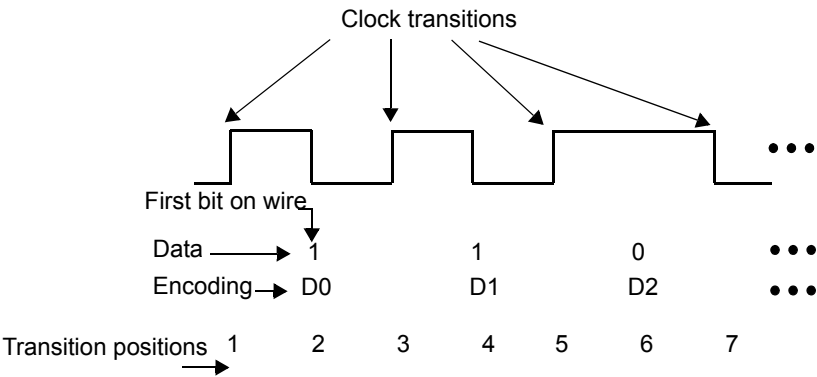 Clock transitions
First bit on wire
Data 1 1 0
Encoding D0 D1 D2
Transition positions 1 2 3 4 5 6 7